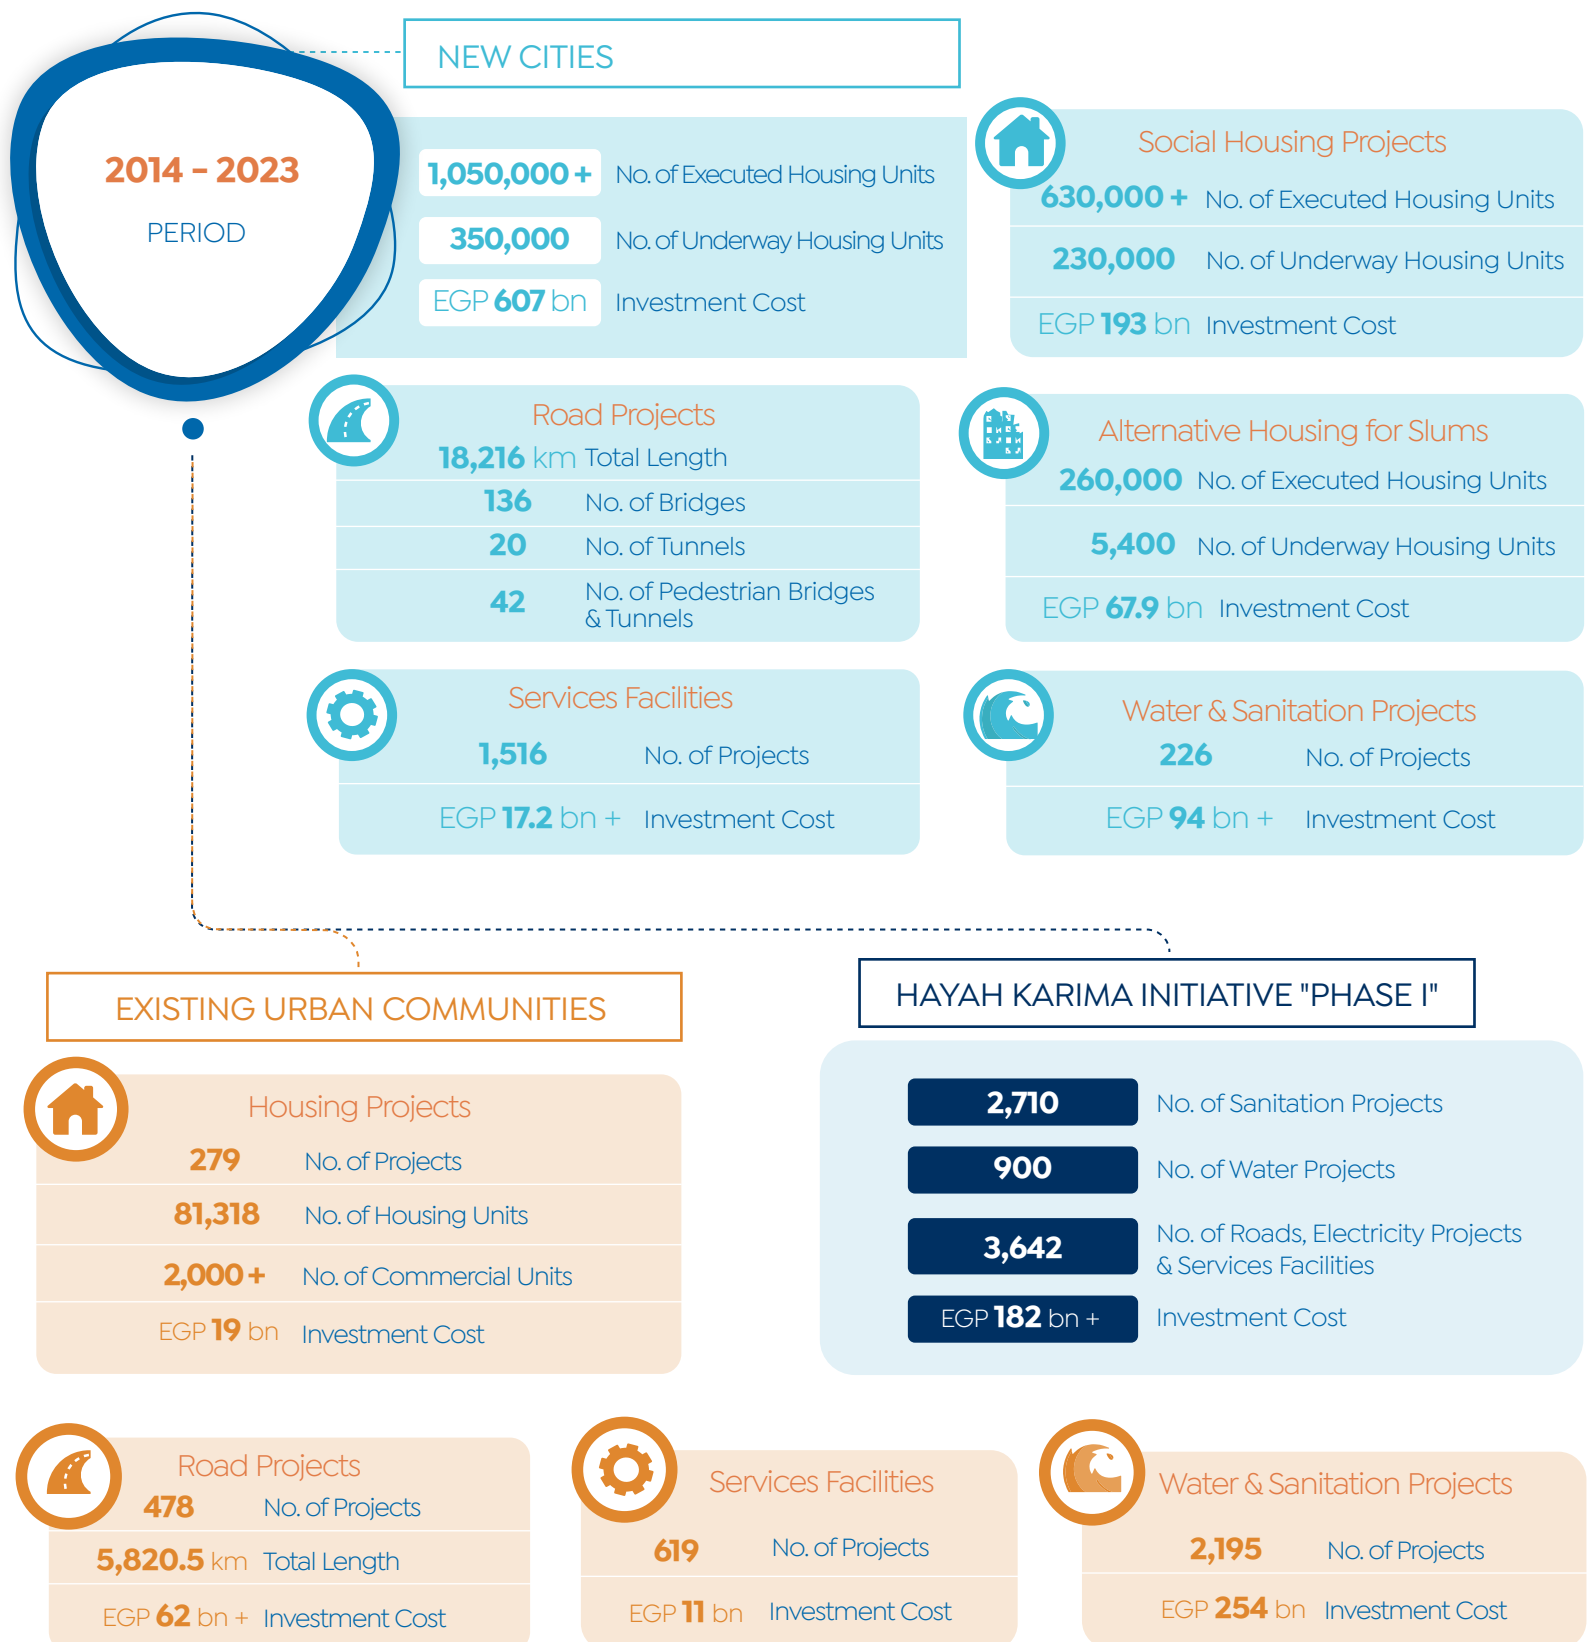 2014 - 2023
PERIOD
NEW CITIES
1,050,000 + No. of Executed Housing Units
350,000 No. of Underway Housing Units
EGP 607 bn Investment Cost
Social Housing Projects
630,000 + No. of Executed Housing Units
230,000 No. of Underway Housing Units
EGP 193 bn Investment Cost
Road Projects
18,216 km Total Length
136 No. of Bridges
20 No. of Tunnels
42 No. of Pedestrian Bridges
& Tunnels
Alternative Housing for Slums
260,000 No. of Executed Housing Units
5,400 No. of Underway Housing Units
EGP 67.9 bn Investment Cost
Services Facilities
1,516 No. of Projects
EGP 17.2 bn + Investment Cost
Water & Sanitation Projects
226 No. of Projects
EGP 94 bn + Investment Cost
EXISTING URBAN COMMUNITIES
Housing Projects
279 No. of Projects
81,318 No. of Housing Units
2,000 + No. of Commercial Units
EGP 19 bn Investment Cost
HAYAH KARIMA INITIATIVE "PHASE I"
2,710 No. of Sanitation Projects
900 No. of Water Projects
3,642 No. of Roads, Electricity Projects
& Services Facilities
EGP 182 bn + Investment Cost
Road Projects
478 No. of Projects
5,820.5 km Total Length
EGP 62 bn + Investment Cost
Services Facilities
619 No. of Projects
EGP 11 bn Investment Cost
Water & Sanitation Projects
2,195 No. of Projects
EGP 254 bn Investment Cost